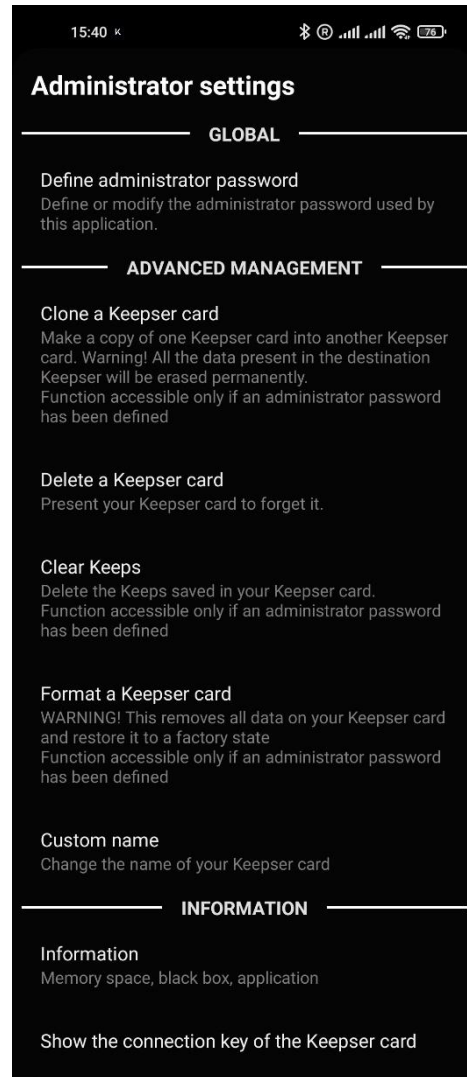 15:40 K
76
Administrator settings
GLOBAL
Define administrator password
Define or modify the administrator password used by
this application.
ADVANCED MANAGEMENT
Clone a Keepser card
Make a copy of one Keepser card into another Keepser
card. Warning! All the data present in the destination
Keepser will be erased permanently.
Function accessible only if an administrator password
has been defined
Delete a Keepser card
Present your Keepser card to forget it.
Clear Keeps
Delete the Keeps saved in your Keepser card.
Function accessible only if an administrator password
has been defined
Format a Keepser card
WARNING! This removes all data on your Keepser card
and restore it to a factory state
Function accessible only if an administrator password
has been defined
Custom name
Change the name of your Keepser card
INFORMATION
Information
Memory space, black box, application
Show the connection key of the Keepser card